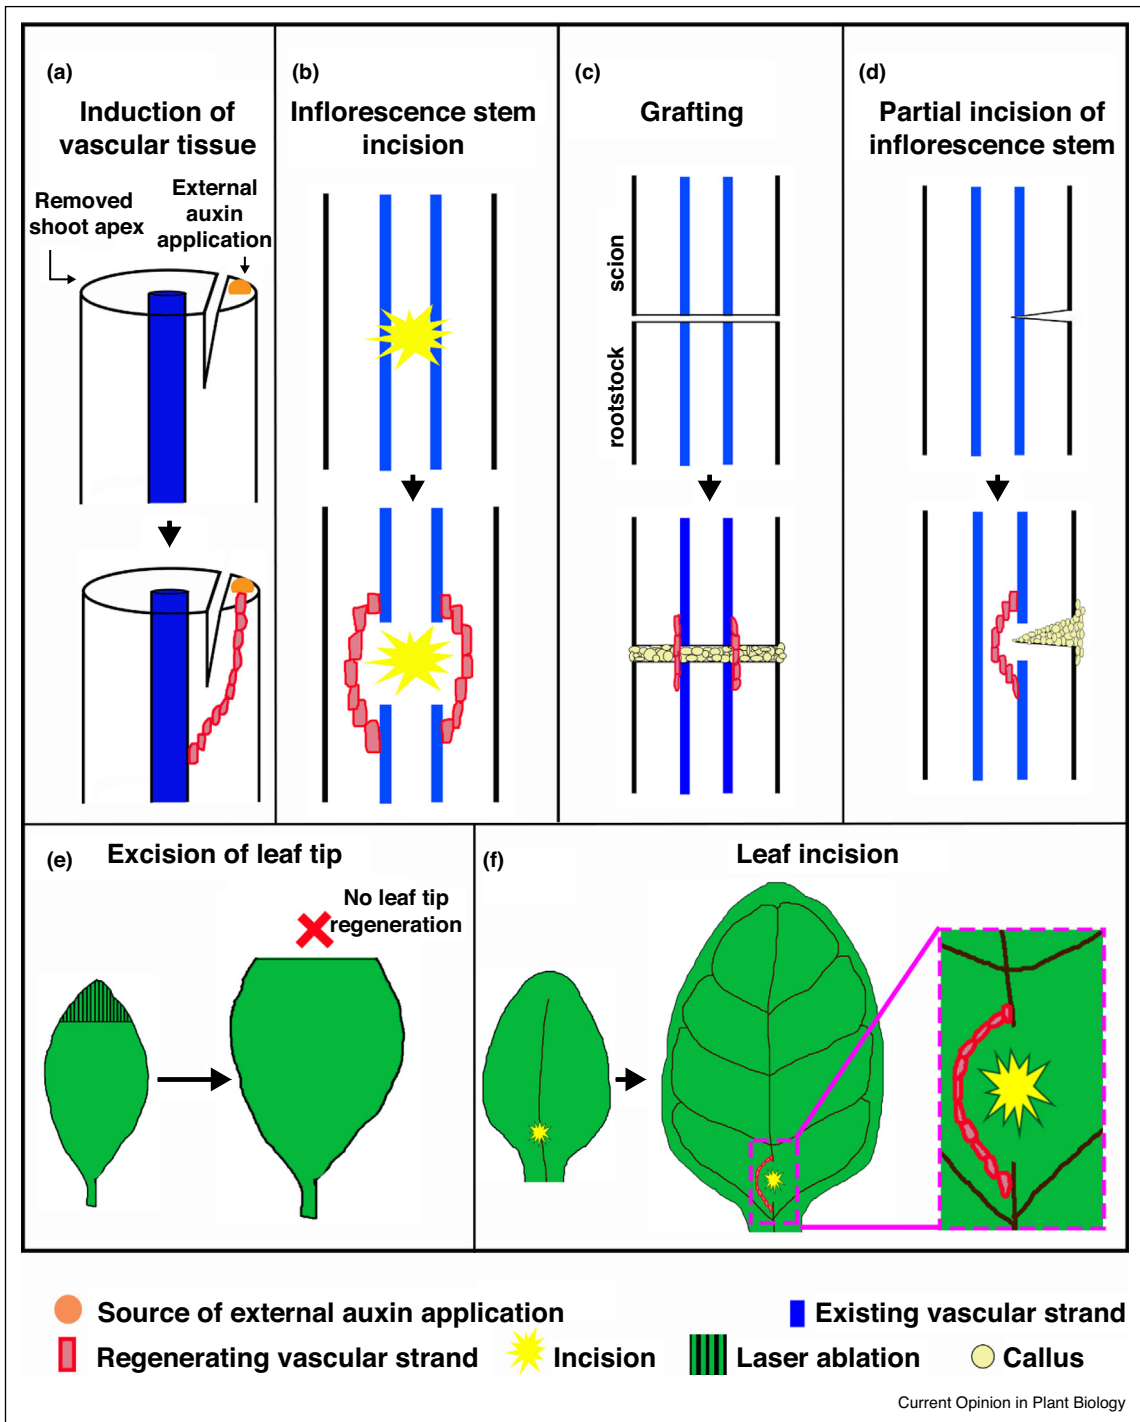 (a)
Induction of
vascular tissue
Removed
shoot apex
External
auxin
application
(b)
Inflorescence stem
incision
(c)
Grafting
scion
rootstock
(d)
Partial incision of
inflorescence stem
(e)
Excision of leaf tip
No leaf tip
regeneration
(f)
Leaf incision
Source of external auxin application
Existing vascular strand
Regenerating vascular strand
Incision
Laser ablation
Callus
Current Opinion in Plant Biology